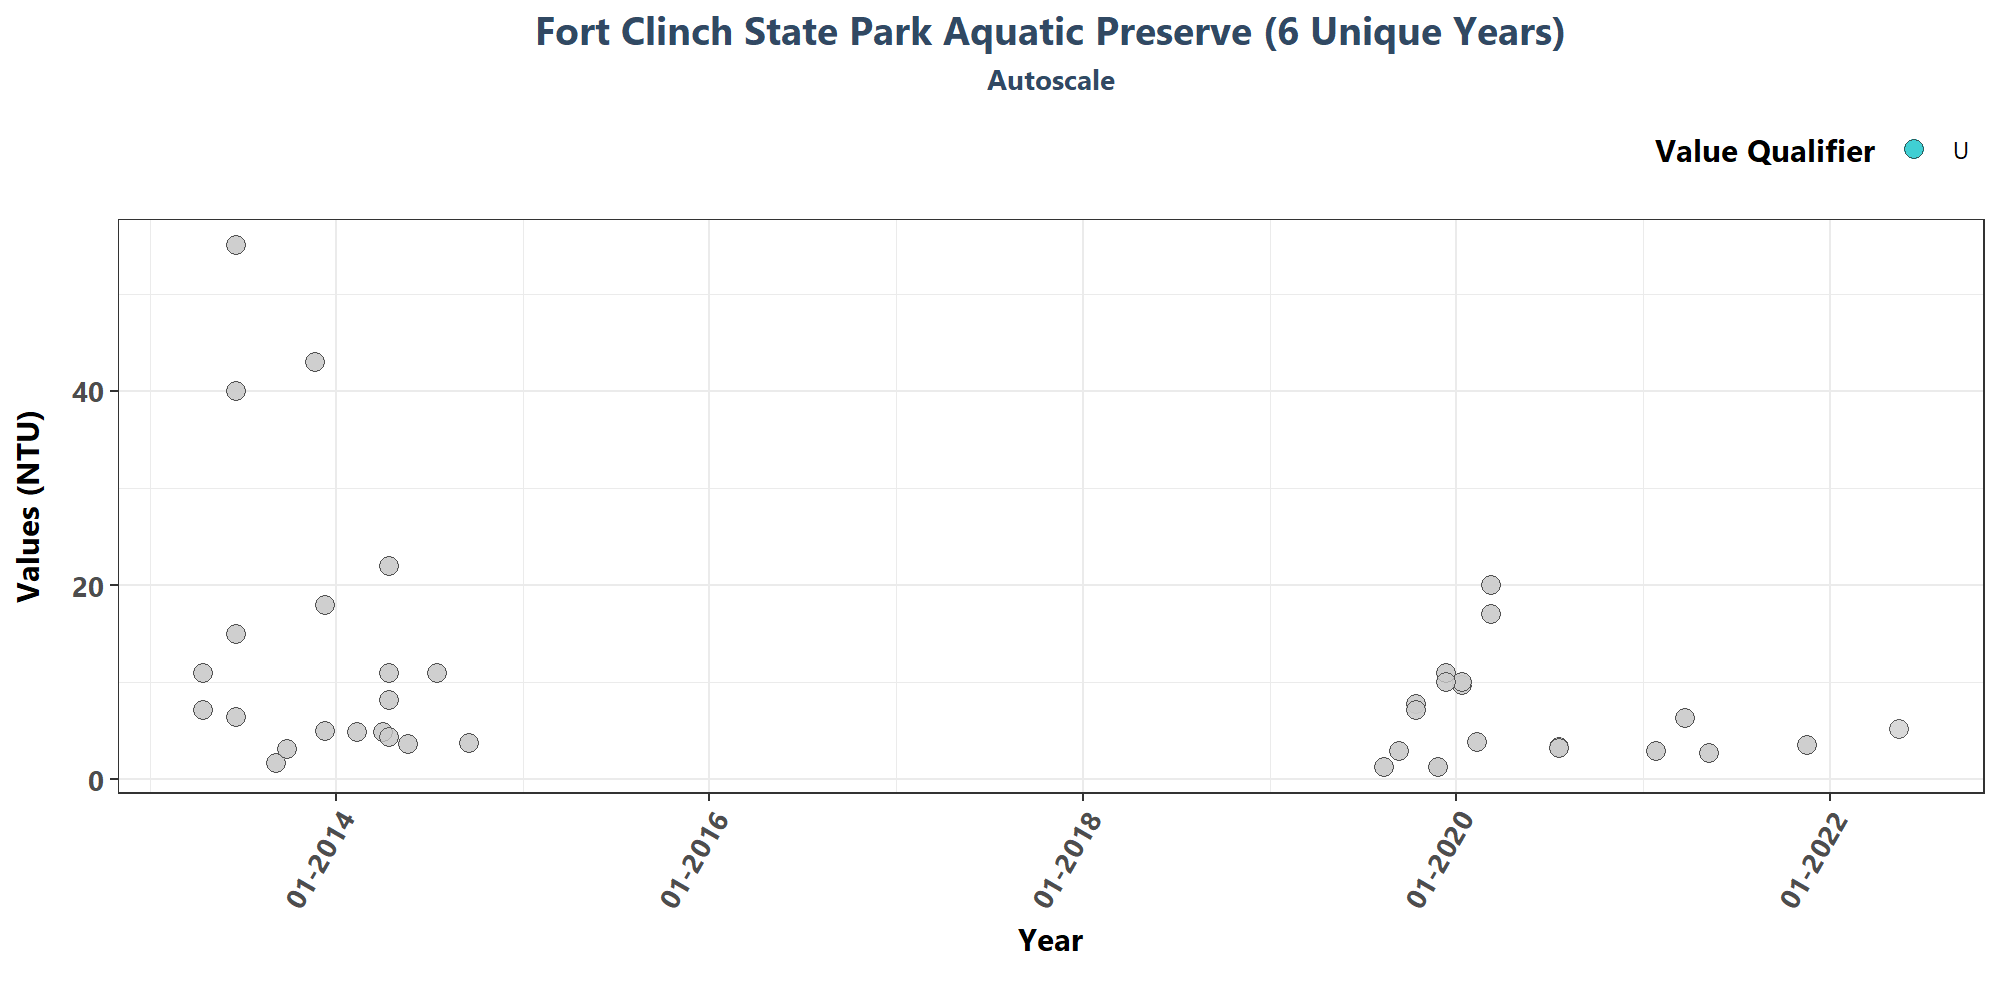 Fort Clinch State Park Aquatic Preserve (6 Unique Years)
Autoscale
Value Qualifier U
Values (NTU)
40
20
0
01-2014
01-2016
01-2018
01-2020
01-2022
Year